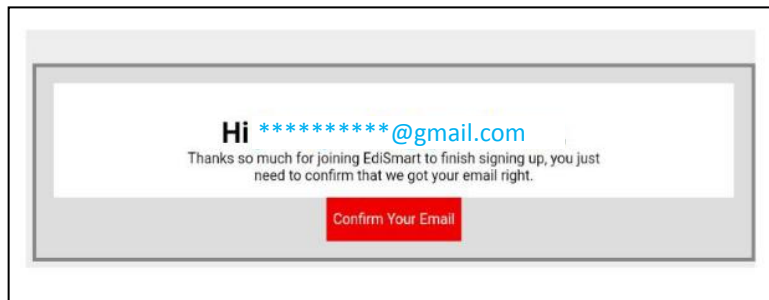 Hi **********@gmail.com
Thanks so much for joining EdiSmart to finish signing up, you just
need to confirm that we got your email right.
Confirm Your Email